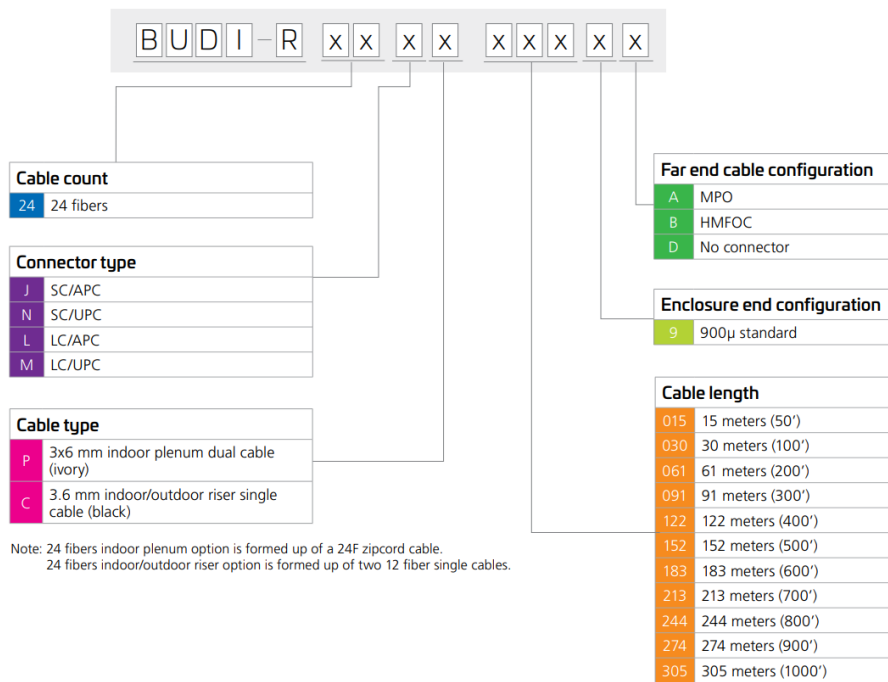 BUDI-R xx x x xxx x x
Cable count
24 24 fibers
Connector type
J SC/APC
N SC/UPC
L LC/APC
M LC/UPC
Cable type
P 3x6 mm indoor plenum dual cable
(ivory)
C 3.6 mm indoor/outdoor riser single
cable (black)
Note: 24 fibers indoor plenum option is formed up of a 24F zipcord cable.
24 fibers indoor/outdoor riser option is formed up of two 12 fiber single cables.
Far end cable configuration
A MPO
B HMFOC
D No connector
Enclosure end configuration
9 900µ standard
Cable length
015 15 meters (50’)
030 30 meters (100’)
061 61 meters (200’)
091 91 meters (300’)
122 122 meters (400’)
152 152 meters (500’)
183 183 meters (600’)
213 213 meters (700’)
244 244 meters (800’)
274 274 meters (900’)
305 305 meters (1000’)